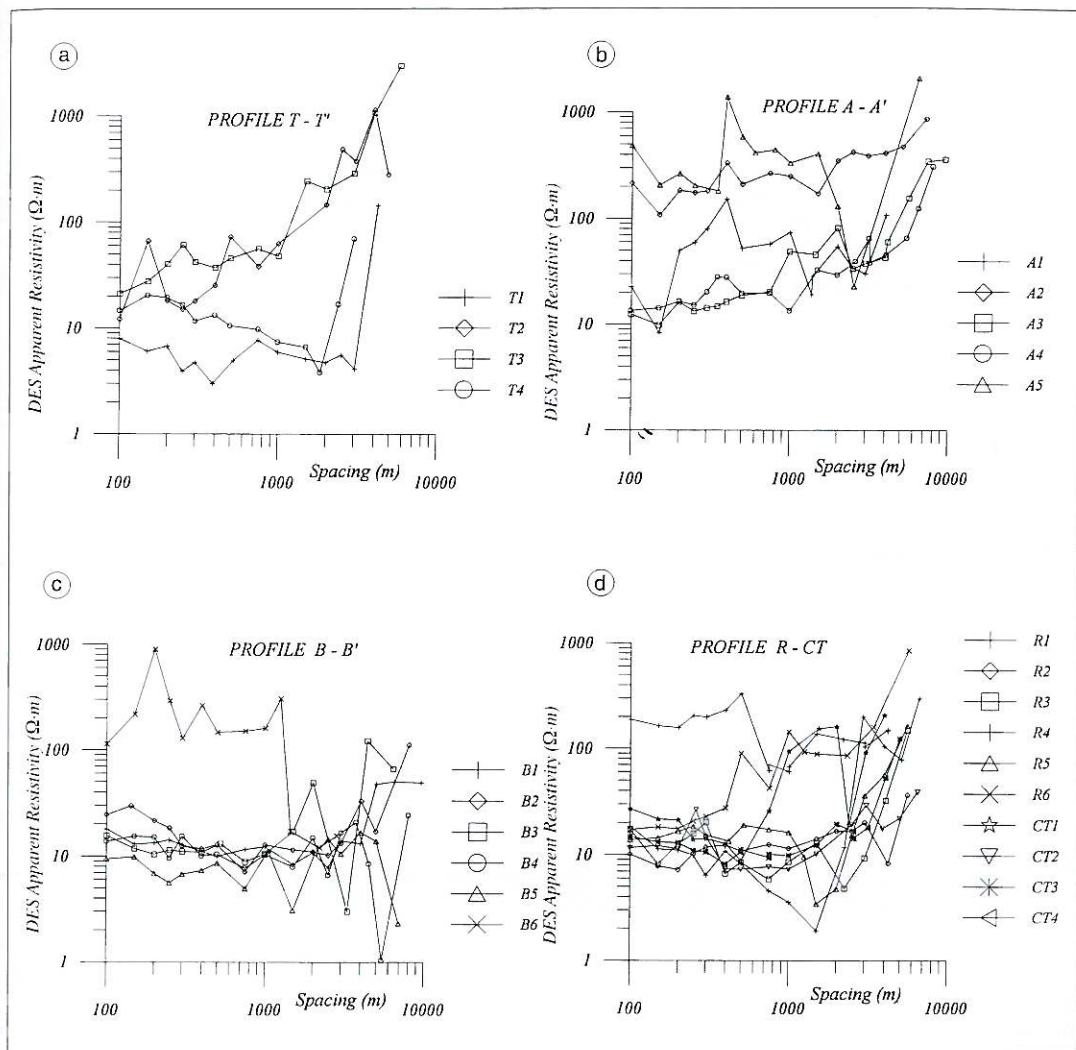 a
PROFILE T - T'
DES Apparent Resistivity (Ω·m)
1000
100
10
1
100
1000
10000
Spacing (m)
T1
T2
T3
T4
b
PROFILE A - A'
DES Apparent Resistivity (Ω·m)
1000
100
10
1
100
1000
10000
Spacing (m)
A1
A2
A3
A4
A5
c
PROFILE B - B'
DES Apparent Resistivity (Ω·m)
1000
100
10
1
100
1000
10000
Spacing (m)
B1
B2
B3
B4
B5
B6
d
PROFILE R - CT
DES Apparent Resistivity (Ω·m)
1000
100
10
1
100
1000
10000
Spacing (m)
R1
R2
R3
R4
R5
R6
CT1
CT2
CT3
CT4